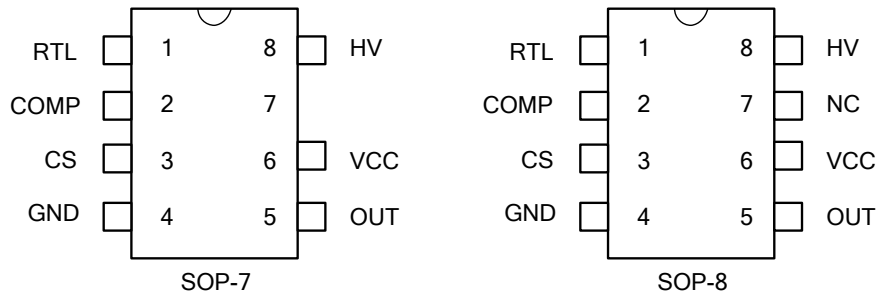 RTL 1 8 HV RTL 1 8 HV
COMP 2 7 COMP 2 7 NC
CS 3 6 VCC CS 3 6 VCC
GND 4 5 OUT GND 4 5 OUT
SOP-7 SOP-8